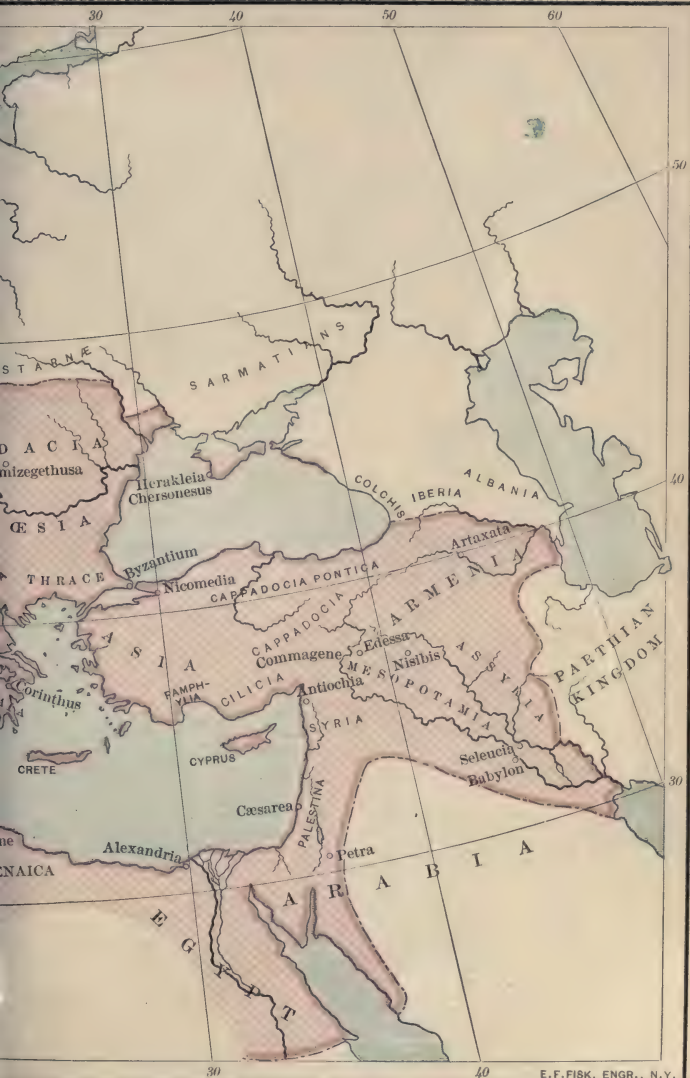 30 40 50 60
50
STARNÆ
SARMATIANS
DACIA
mizegethusa
Herakleia
Chersonesus
40
ŒSIA
COLCHIS
IBERIA
ALBANIA
Artaxata
THRACE
Byzantium
Nicomedia
CAPPADOCIA PONTICA
ARMENIA
ASIA
CAPPADOCIA
Commagene
Edessa
Nisibis
ASSYRIA
PARTHIAN
KINGDOM
MESOPOTAMIA
PAMPH-
YLIA
CILICIA
Antiochia
Corinthus
SYRIA
CRETE
CYPRUS
Seleucia
Babylon
30
Cæsarea
PALESTINA
Alexandria
Petra
ne
ENAICA
ARABIA
EGYPT
30 40
E.F.FISK, ENGR., N.Y.